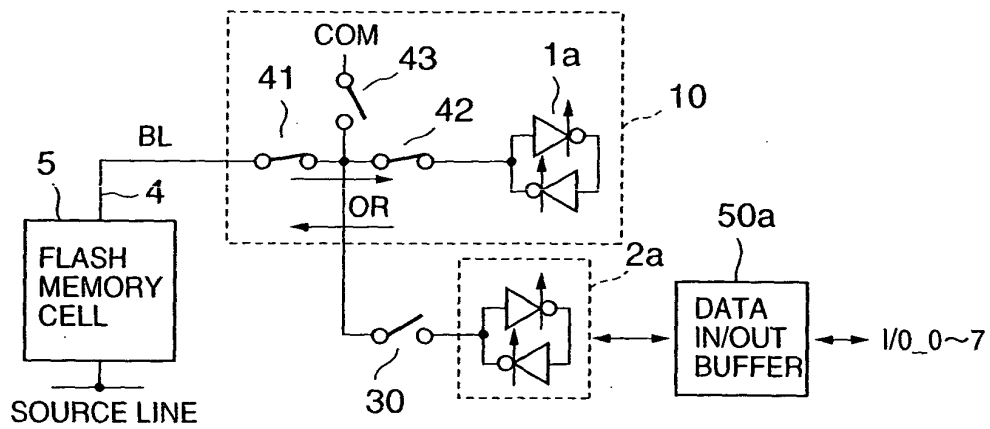 COM
43
1a
41
42
10
BL
5
4
OR
50a
2a
FLASH
MEMORY
CELL
DATA
IN/OUT
BUFFER
I/0_0~7
30
SOURCE LINE